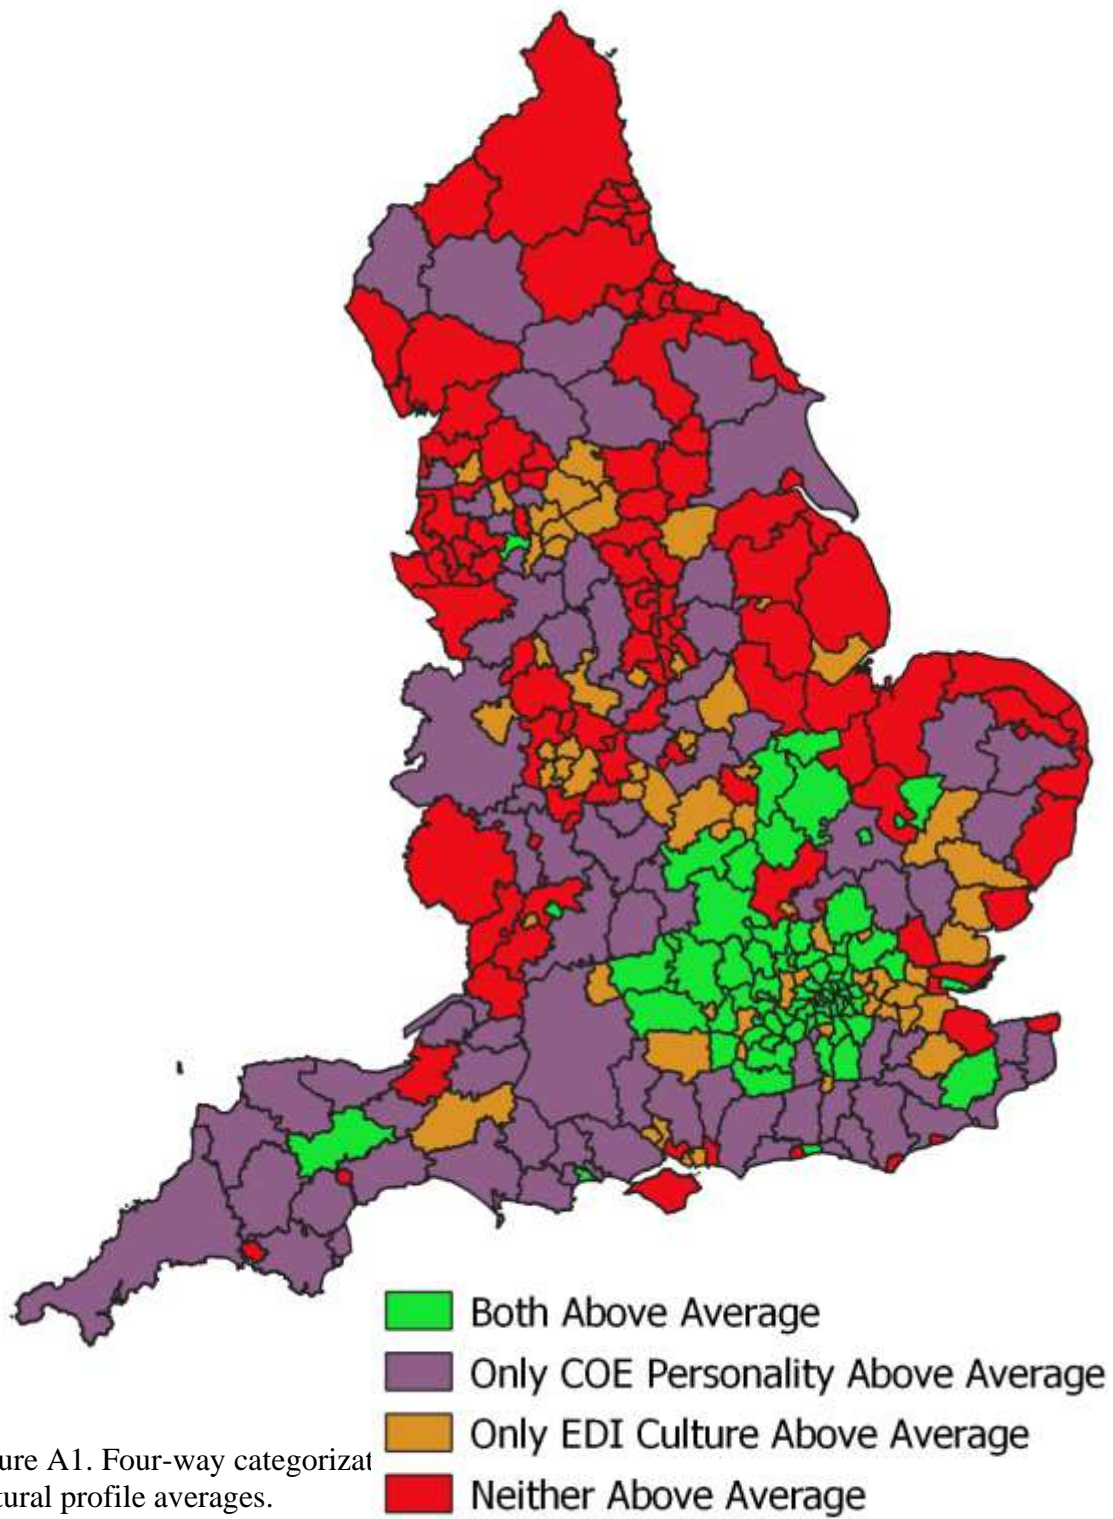 Both Above Average
Only COE Personality Above Average
Only EDI Culture Above Average
Neither Above Average
ure A1. Four-way categorizat
tural profile averages.